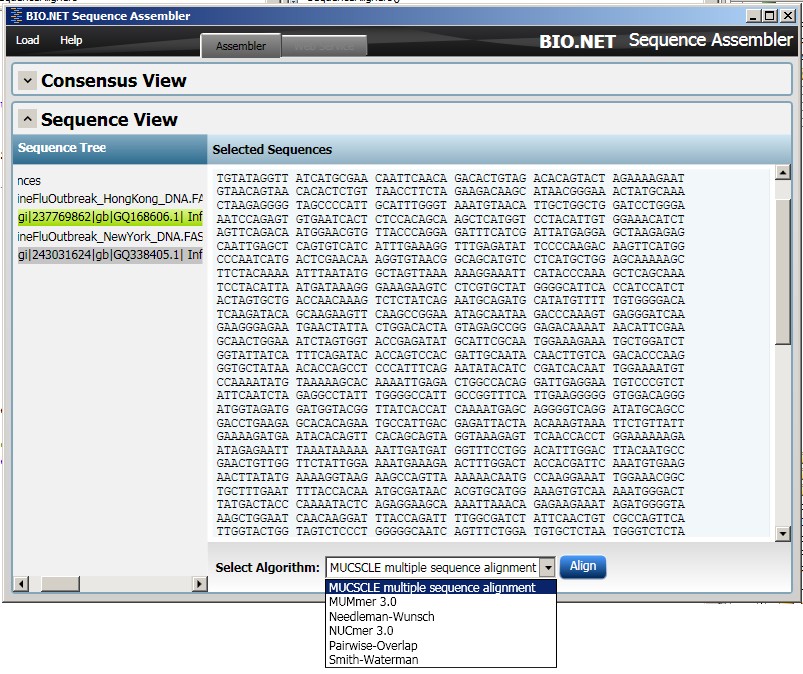 BIO.NET Sequence Assembler
Load Help Assembler Web Service BIO.NET Sequence Assembler
Consensus View
Sequence View
Sequence Tree Selected Sequences
nces
ineFluOutbreak_HongKong_DNA.FAS
gi|237769862|gb|GQ168606.1| Inf
ineFluOutbreak_NewYork_DNA.FAS
gi|243031624|gb|GQ338405.1| Inf
TGTATAGGTT ATCATGCGAA CAATTCAACA GACACTGTAG ACACAGTACT AGAAAAGAAT
GTAACAGTAA CACACTCTGT TAACCTTCTA GAAGACAAGC ATAACGGGAA ACTATGCAAA
CTAAGAGGGG TAGCCCCATT GCATTTGGGT AAATGTAACA TTGCTGGCTG GATCCTGGGA
AATCCAGAGT GTGAATCACT CTCCACAGCA AGCTCATGGT CCTACATTGT GGAAACATCT
AGTTCAGACA ATGGAACGTG TTACCCAGGA GATTTCATCG ATTATGAGGA GCTAAGAGAG
CAATTGAGCT CAGTGTCATC ATTTGAAAGG TTTGAGATAT TCCCCAAGAC AAGTTCATGG
CCCAATCATG ACTCGAACAA AGGTGTAACG GCAGCATGTC CTCATGCTGG AGCAAAAAGC
TTCTACAAAA ATTTAATATG GCTAGTTAAA AAAGGAAATT CATACCCAAA GCTCAGCAAA
TCCTACATTA ATGATAAAGG GAAAGAAGTC CTCGTGCTAT GGGGCATTCA CCATCCATCT
ACTAGTGCTG ACCAACAAAG TCTCTATCAG AATGCAGATG CATATGTTTT TGTGGGGACA
TCAAGATACA GCAAGAAGTT CAAGCCGGAA ATAGCAATAA GACCCAAAGT GAGGGATCAA
GAAGGGAGAA TGAACTATTA CTGGACACTA GTAGAGCCGG GAGACAAAAT AACATTCGAA
GCAACTGGAA ATCTAGTGGT ACCGAGATAT GCATTCGCAA TGGAAAGAAA TGCTGGATCT
GGTATTATCA TTTCAGATAC ACCAGTCCAC GATTGCAATA CAACTTGTCA GACACCCAAG
GGTGCTATAA ACACCAGCCT CCCATTTCAG AATATACATC CGATCACAAT TGGAAAATGT
CCAAAATATG TAAAAAGCAC AAAATTGAGA CTGGCCACAG GATTGAGGAA TGTCCCGTCT
ATTCAATCTA GAGGCCTATT TGGGGCCATT GCCGGTTTCA TTGAAGGGGG GTGGACAGGG
ATGGTAGATG GATGGTACGG TTATCACCAT CAAAATGAGC AGGGGTCAGG ATATGCAGCC
GACCTGAAGA GCACACAGAA TGCCATTGAC GAGATTACTA ACAAAGTAAA TTCTGTTATT
GAAAAGATGA ATACACAGTT CACAGCAGTA GGTAAAGAGT TCAACCACCT GGAAAAAAGA
ATAGAGAATT TAAATAAAAA AATTGATGAT GGTTTCCTGG ACATTTGGAC TTACAATGCC
GAACTGTTGG TTCTATTGGA AAATGAAAGA ACTTTGGACT ACCACGATTC AAATGTGAAG
AACTTATATG AAAAGGTAAG AAGCCAGTTA AAAAACAATG CCAAGGAAAT TGGAAACGGC
TGCTTTGAAT TTTACCACAA ATGCGATAAC ACGTGCATGG AAAGTGTCAA AAATGGGACT
TATGACTACC CAAAATACTC AGAGGAAGCA AAATTAAACA GAGAAGAAAT AGATGGGGTA
AAGCTGGAAT CAACAAGGAT TTACCAGATT TTGGCGATCT ATTCAACTGT CGCCAGTTCA
TTGGTACTGG TAGTCTCCCT GGGGGCAATC AGTTTCTGGA TGTGCTCTAA TGGGTCTCTA
Select Algorithm: MUCSCLE multiple sequence alignment Align
MUCSCLE multiple sequence alignment
MUMmer 3.0
Needleman-Wunsch
NUCmer 3.0
Pairwise-Overlap
Smith-Waterman